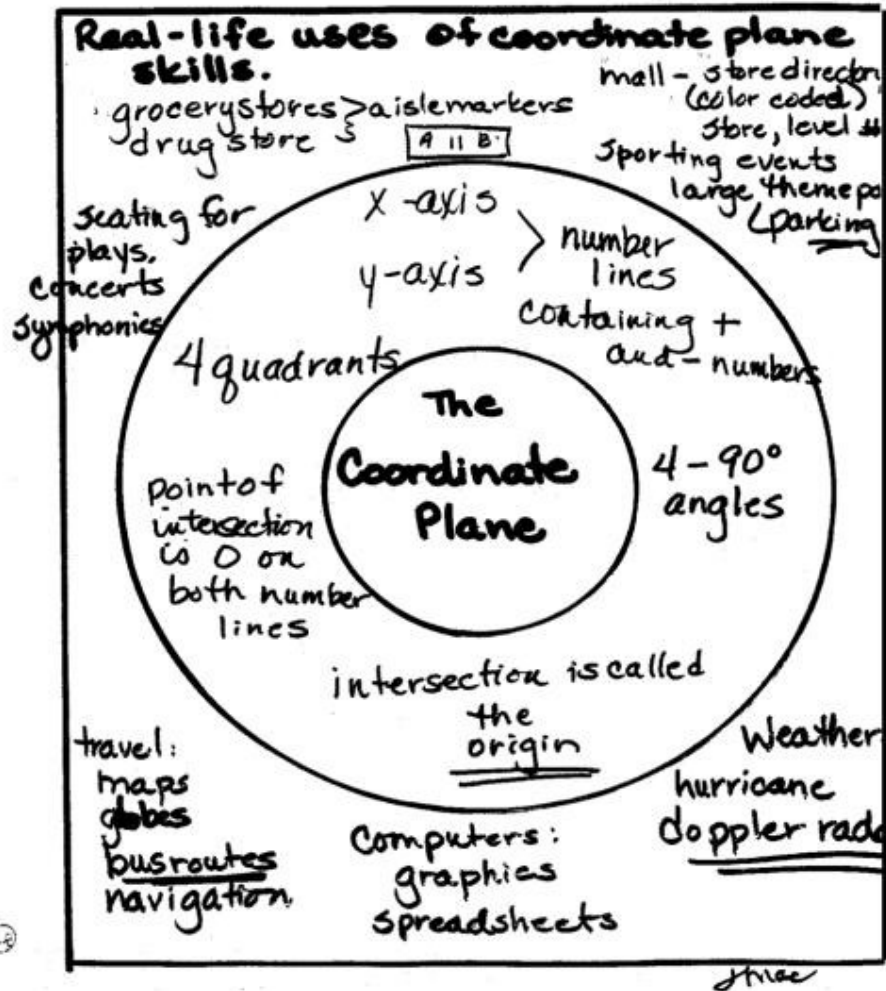 Real-life uses of coordinate plane
skills.
grocery stores > aisle markers
drug store
A 11 B
mall - store director
(color coded)
store, level #
sporting events
large theme pa
parking
seating for
plays,
concerts
symphonies
x-axis
y-axis
> number
lines
containing +
and - numbers
4 quadrants
The
Coordinate
Plane
4 - 90°
angles
point of
intersection
is 0 on
both number
lines
intersection is called
the
origin
travel:
maps
globes
bus routes
navigation
Computers:
graphics
spreadsheets
Weather
hurricane
doppler rada